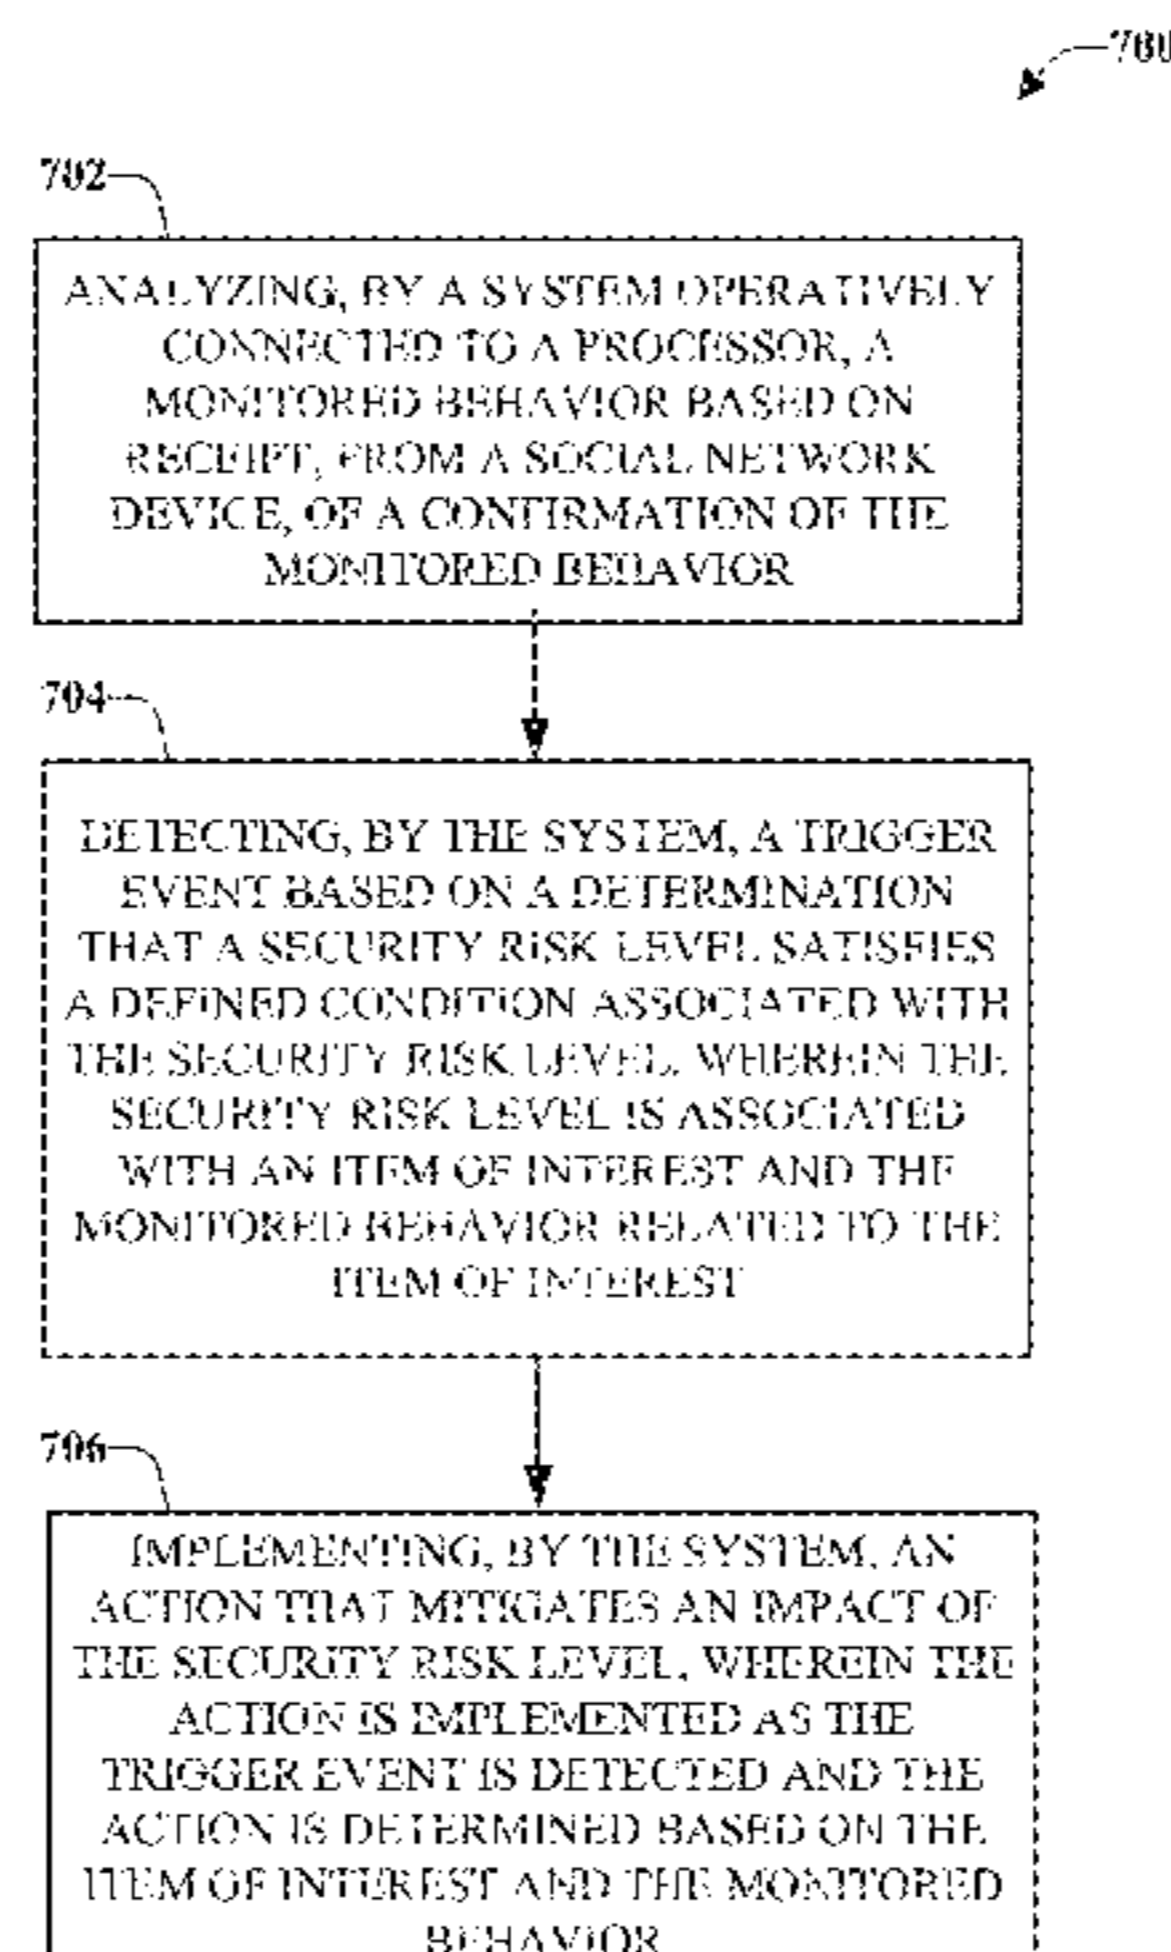 700
702
ANALYZING, BY A SYSTEM OPERATIVELY
CONNECTED TO A PROCESSOR, A
MONITORED BEHAVIOR BASED ON
RECEIPT, FROM A SOCIAL NETWORK
DEVICE, OF A CONFIRMATION OF THE
MONITORED BEHAVIOR
704
DETECTING, BY THE SYSTEM, A TRIGGER
EVENT BASED ON A DETERMINATION
THAT A SECURITY RISK LEVEL SATISFIES
A DEFINED CONDITION ASSOCIATED WITH
THE SECURITY RISK LEVEL, WHEREIN THE
SECURITY RISK LEVEL IS ASSOCIATED
WITH AN ITEM OF INTEREST AND THE
MONITORED BEHAVIOR RELATED TO THE
ITEM OF INTEREST
706
IMPLEMENTING, BY THE SYSTEM, AN
ACTION THAT MITIGATES AN IMPACT OF
THE SECURITY RISK LEVEL, WHEREIN THE
ACTION IS IMPLEMENTED AS THE
TRIGGER EVENT IS DETECTED AND THE
ACTION IS DETERMINED BASED ON THE
ITEM OF INTEREST AND THE MONITORED
BEHAVIOR